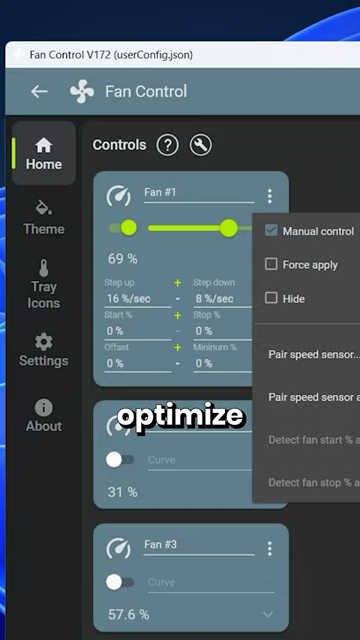 Fan Control V172 (userConfig.json)
Fan Control
Home
Theme
Tray
Icons
Settings
About
Controls ?
Fan #1
69 %
Step up + Step down
16 %/sec - 8 %/sec
Start % + Stop %
0 % - 0 %
Offset + Minimum %
0 % - 0 %
Manual control
Force apply
Hide
Pair speed sensor...
Pair speed sensor a
Detect fan start % a
Detect fan stop % a
optimize
Curve
31 %
Fan #3
Curve
57.6 %